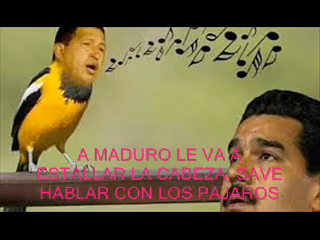 A MADURO LE VA A
ESTALLAR LA CABEZA, SAVE
HABLAR CON LOS PAJAROS